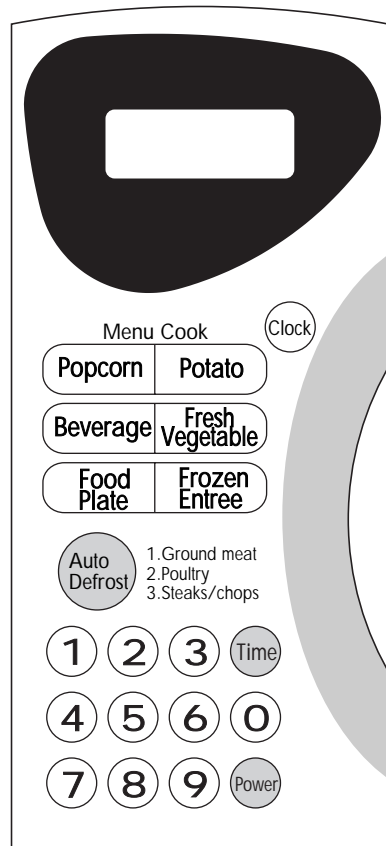 Menu Cook
Clock
Popcorn Potato
Beverage Fresh
Vegetable
Food
Plate
Frozen
Entree
Auto
Defrost
1.Ground meat
2.Poultry
3.Steaks/chops
1 2 3 Time
4 5 6 0
7 8 9 Power